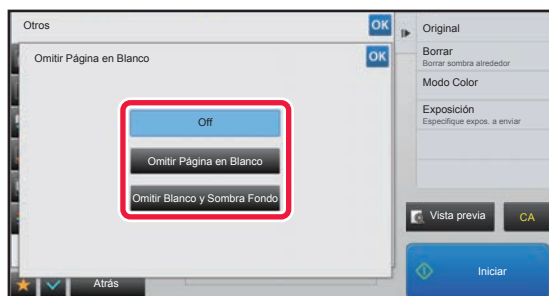 Otros
OK
Omitir Página en Blanco
OK
Off
Omitir Página en Blanco
Omitir Blanco y Sombra Fondo
Atrás
Original
Borrar
Borrar sombra alrededor
Modo Color
Exposición
Especifique expos. a enviar
Vista previa
CA
Iniciar